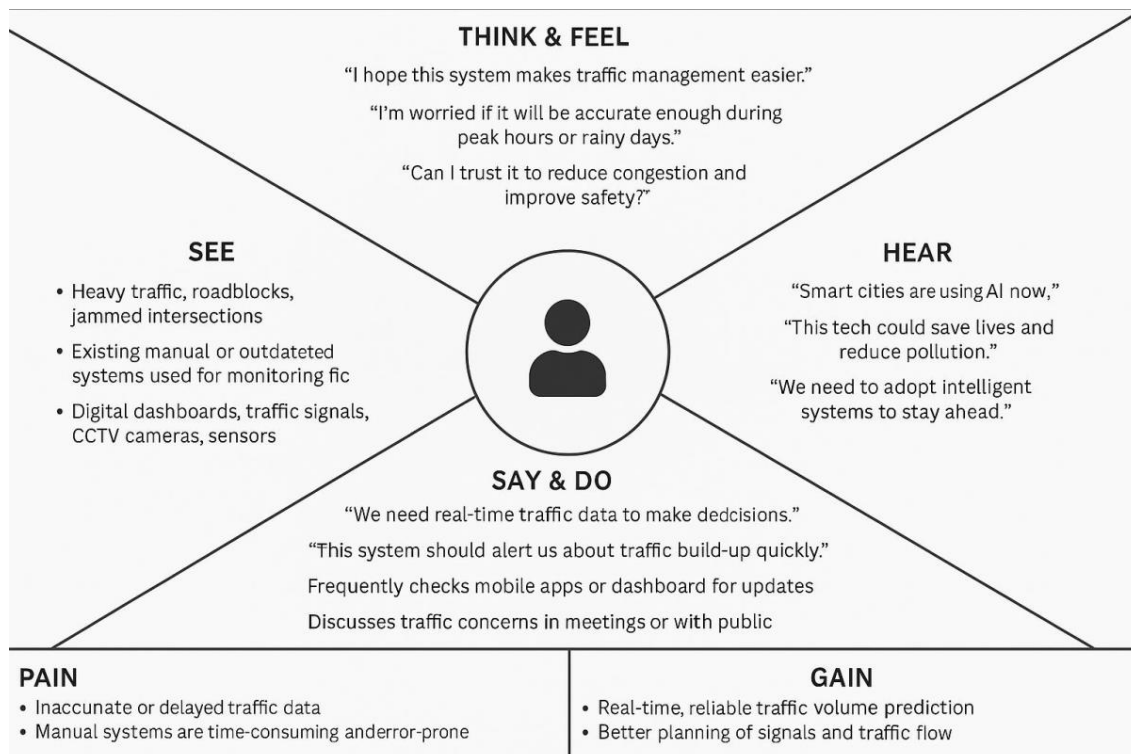 THINK & FEEL
“I hope this system makes traffic management easier.”
“I’m worried if it will be accurate enough during
peak hours or rainy days.”
“Can I trust it to reduce congestion and
improve safety?”
SEE
• Heavy traffic, roadblocks,
jammed intersections
• Existing manual or outdateted
systems used for monitoring fic
• Digital dashboards, traffic signals,
CCTV cameras, sensors
HEAR
“Smart cities are using AI now,”
“This tech could save lives and
reduce pollution.”
“We need to adopt intelligent
systems to stay ahead.”
SAY & DO
“We need real-time traffic data to make dedcisions.”
“This system should alert us about traffic build-up quickly.”
Frequently checks mobile apps or dashboard for updates
Discusses traffic concerns in meetings or with public
PAIN
• Inaccunate or delayed traffic data
• Manual systems are time-consuming anderror-prone
GAIN
• Real-time, reliable traffic volume prediction
• Better planning of signals and traffic flow